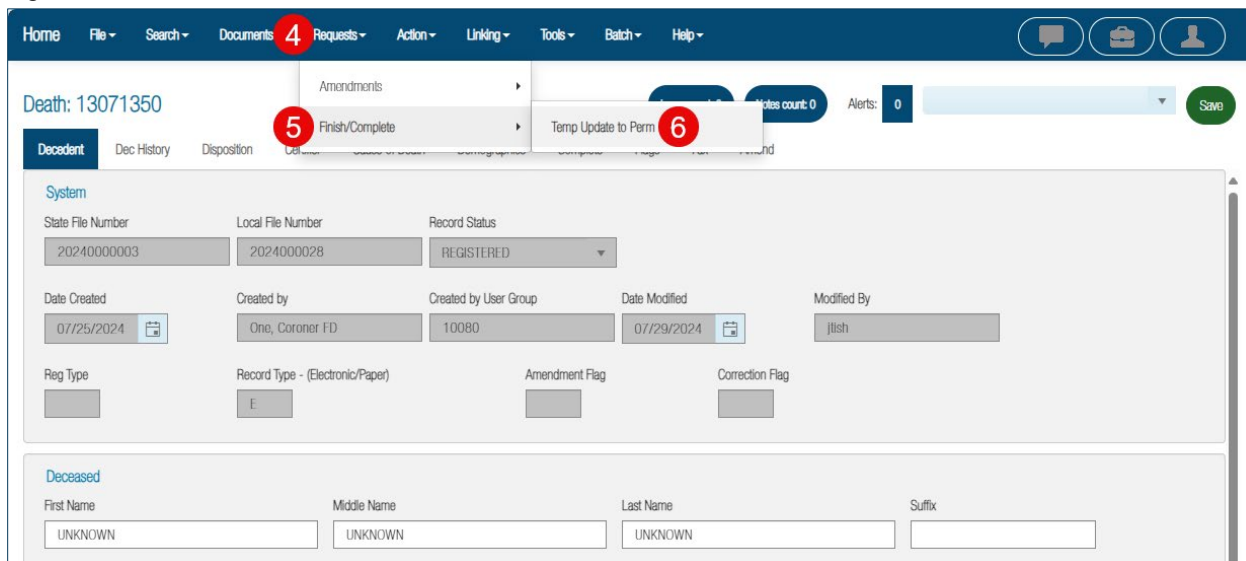 Home File Search Documents 4 Requests Action Linking Tools Batch Help
Amendments
Death: 13071350 Notes count: 0 Alerts: 0 Save
5 Finish/Complete Temp Update to Perm 6
Decedent Dec History Disposition
System
State File Number Local File Number Record Status
20240000003 2024000028 REGISTERED
Date Created Created by Created by User Group Date Modified Modified By
07/25/2024 One, Coroner FD 10080 07/29/2024 jtish
Reg Type Record Type - (Electronic/Paper) Amendment Flag Correction Flag
E
Deceased
First Name Middle Name Last Name Suffix
UNKNOWN UNKNOWN UNKNOWN